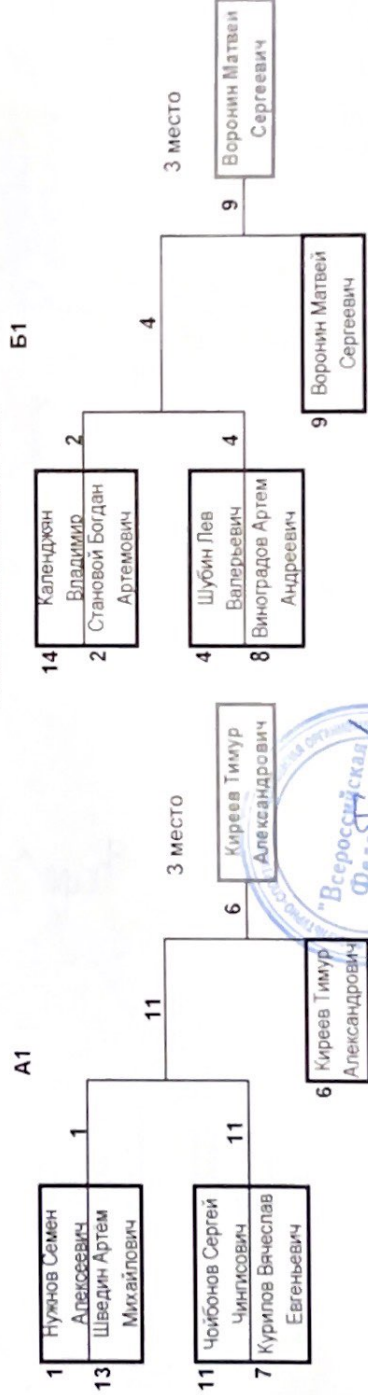 А1
1 Нужнов Семен
Алексеевич
13 Шведин Артем
Михайлович
1
11 Чойбонов Сергей
Чингисович
7 Курилов Вячеслав
Евгеньевич
11
11
6 Киреев Тимур
Александрович
6
3 место
Киреев Тимур
Александрович
"Всероссийская
Б1
14 Календжян
Владимир
2 Становой Богдан
Артемович
2
4 Шубин Лев
Валерьевич
8 Виноградов Артем
Андреевич
4
4
9 Воронин Матвей
Сергеевич
9
3 место
Воронин Матвей
Сергеевич